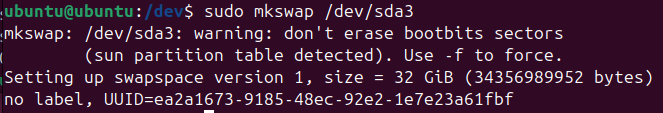 ubuntu@ubuntu:/dev$ sudo mkswap /dev/sda3
mkswap: /dev/sda3: warning: don't erase bootbits sectors
        (sun partition table detected). Use -f to force.
Setting up swapspace version 1, size = 32 GiB (34356989952 bytes)
no label, UUID=ea2a1673-9185-48ec-92e2-1e7e23a61fbf